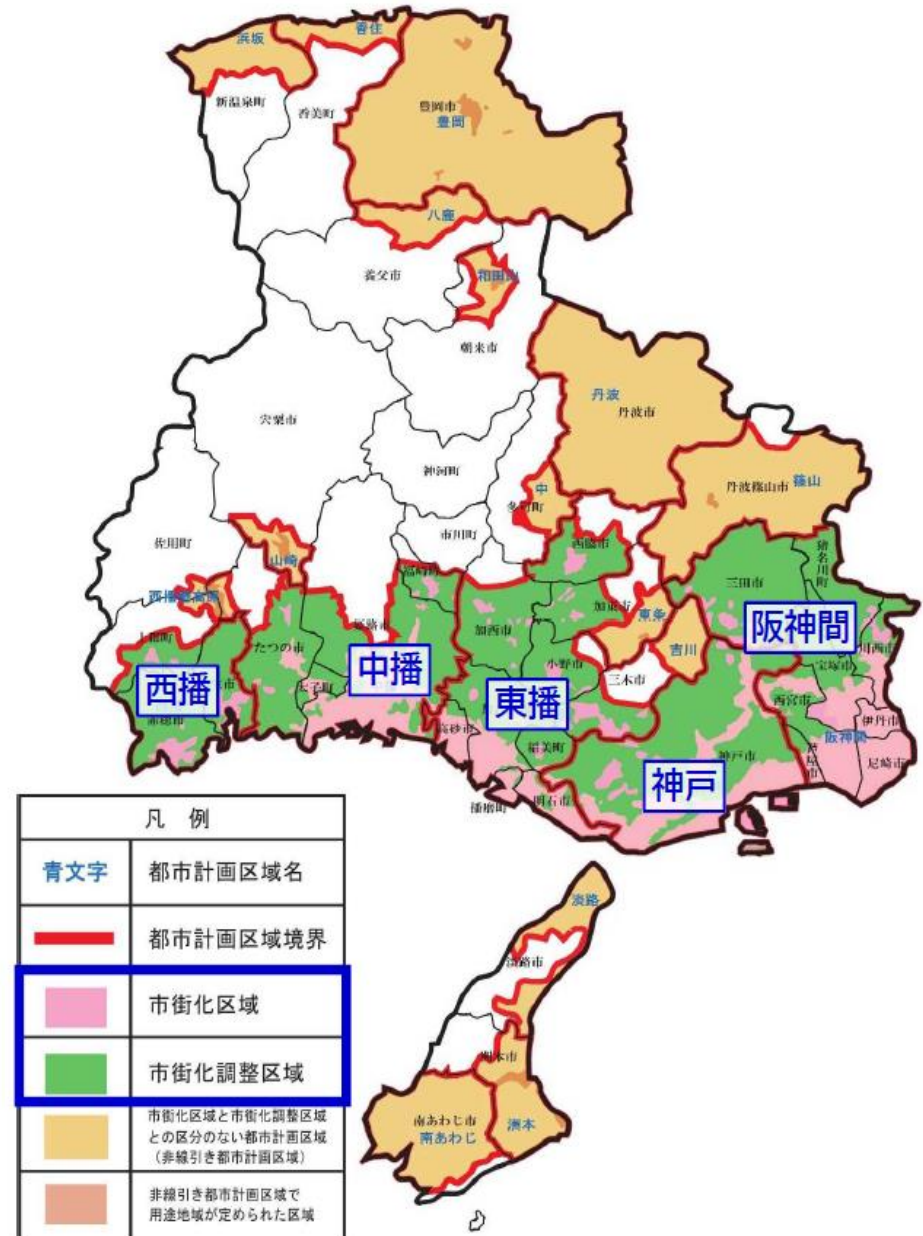 浜坂
香住
新温泉町
香美町
豊岡市
豊岡
八鹿
養父市
和田山
朝来市
宍粟市
丹波
丹波市
神河町
中
多可町
丹波篠山市
篠山
佐用町
市川町
西脇市
猪名川町
山崎
福崎町
三田市
加東市
東条
上郡町
姫路市
加西市
阪神間
たつの市
吉川
川西市
中播
小野市
西播
三木市
宝塚市
太子町
東播
西宮市
赤穂市
伊丹市
高砂市
稲美町
神戸市
阪神間
芦屋市
尼崎市
神戸
播磨町
明石市
凡 例
青文字
都市計画区域名
都市計画区域境界
市街化区域
市街化調整区域
市街化区域と市街化調整区域
との区分のない都市計画区域
(非線引き都市計画区域)
非線引き都市計画区域で
用途地域が定められた区域
淡路
淡路市
洲本市
南あわじ市
南あわじ
洲本